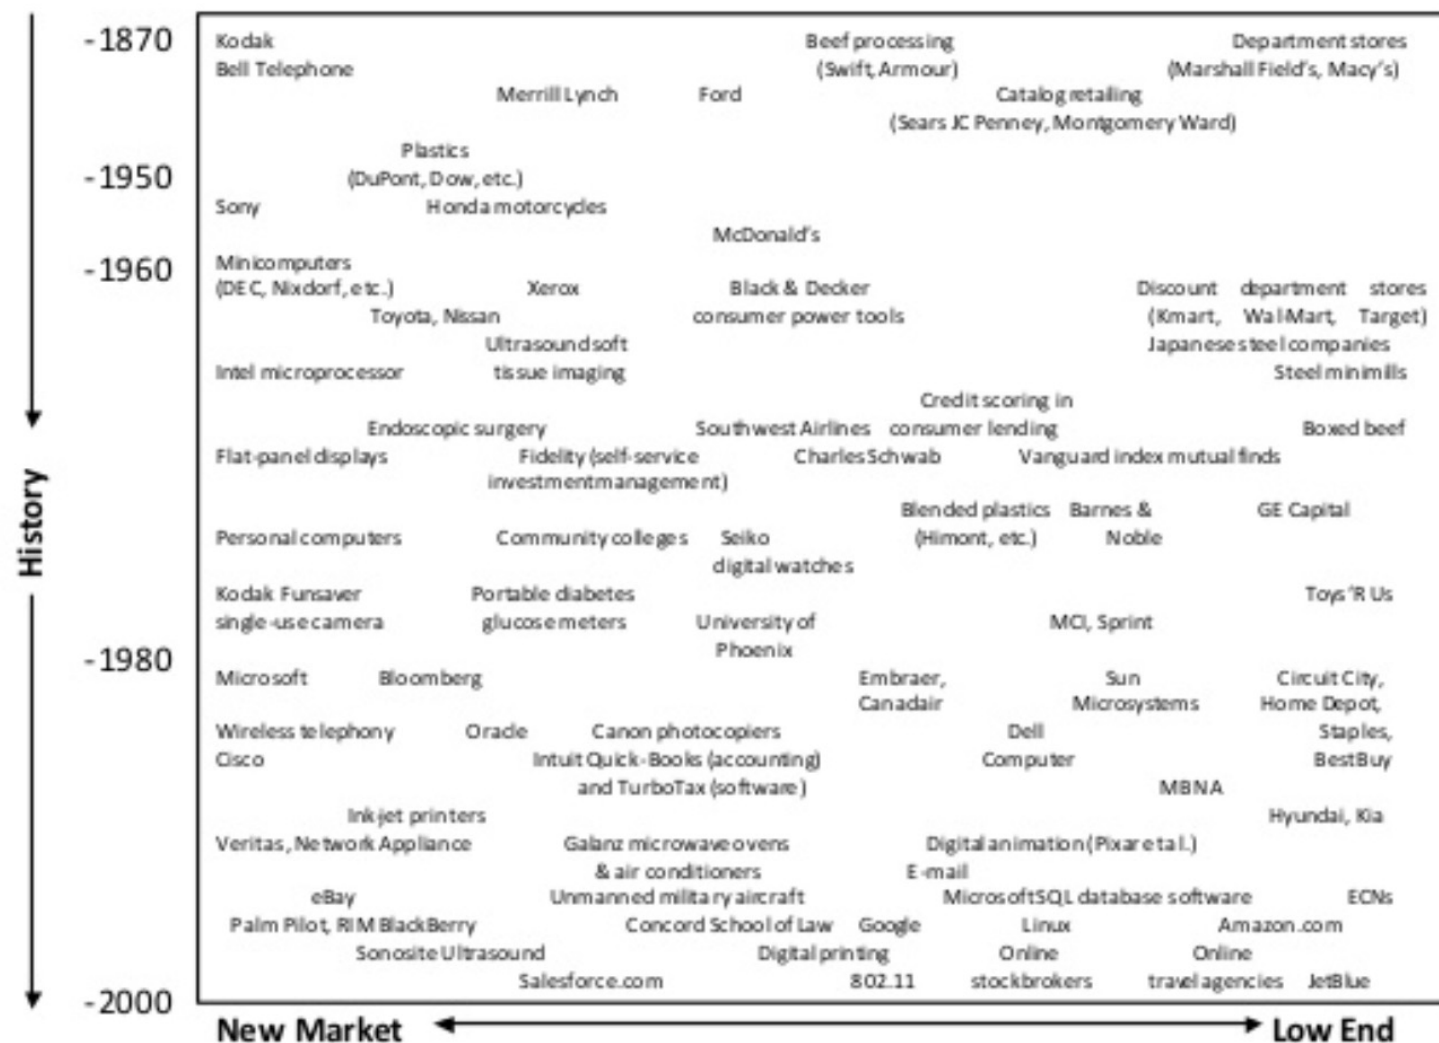 -1870 Kodak Beef processing Department stores
Bell Telephone (Swift, Armour) (Marshall Field's, Macy's)
Merrill Lynch Ford Catalog retailing
(Sears JC Penney, Montgomery Ward)
Plastics
-1950 (DuPont, Dow, etc.)
Sony Honda motorcycles
McDonald's
-1960 Minicomputers
(DEC, Nixdorf, etc.) Xerox Black & Decker Discount department stores
Toyota, Nissan consumer power tools (Kmart, Wal-Mart, Target)
Ultrasound soft Japanese steel companies
Intel microprocessor tissue imaging Steel minimills
Credit scoring in
Endoscopic surgery Southwest Airlines consumer lending Boxed beef
Flat-panel displays Fidelity (self-service Charles Schwab Vanguard index mutual finds
investment management)
History
Blended plastics Barnes & GE Capital
Personal computers Community colleges Seiko (Himont, etc.) Noble
digital watches
Kodak Funsaver Portable diabetes Toys'R Us
single-use camera glucose meters University of MCI, Sprint
-1980 Phoenix
Microsoft Bloomberg Embraer, Sun Circuit City,
Canadair Microsystems Home Depot,
Wireless telephony Oracle Canon photocopiers Dell Staples,
Cisco Intuit Quick-Books (accounting) Computer BestBuy
and TurboTax (software) MBNA
Ink-jet printers Hyundai, Kia
Veritas, Network Appliance Galanz microwave ovens Digital animation (Pixar et al.)
& air conditioners E-mail
eBay Unmanned military aircraft Microsoft SQL database software ECNs
Palm Pilot, RIM BlackBerry Concord School of Law Google Linux Amazon.com
Sonosite Ultrasound Digital printing Online Online
Salesforce.com 802.11 stockbrokers travel agencies JetBlue
-2000
New Market Low End